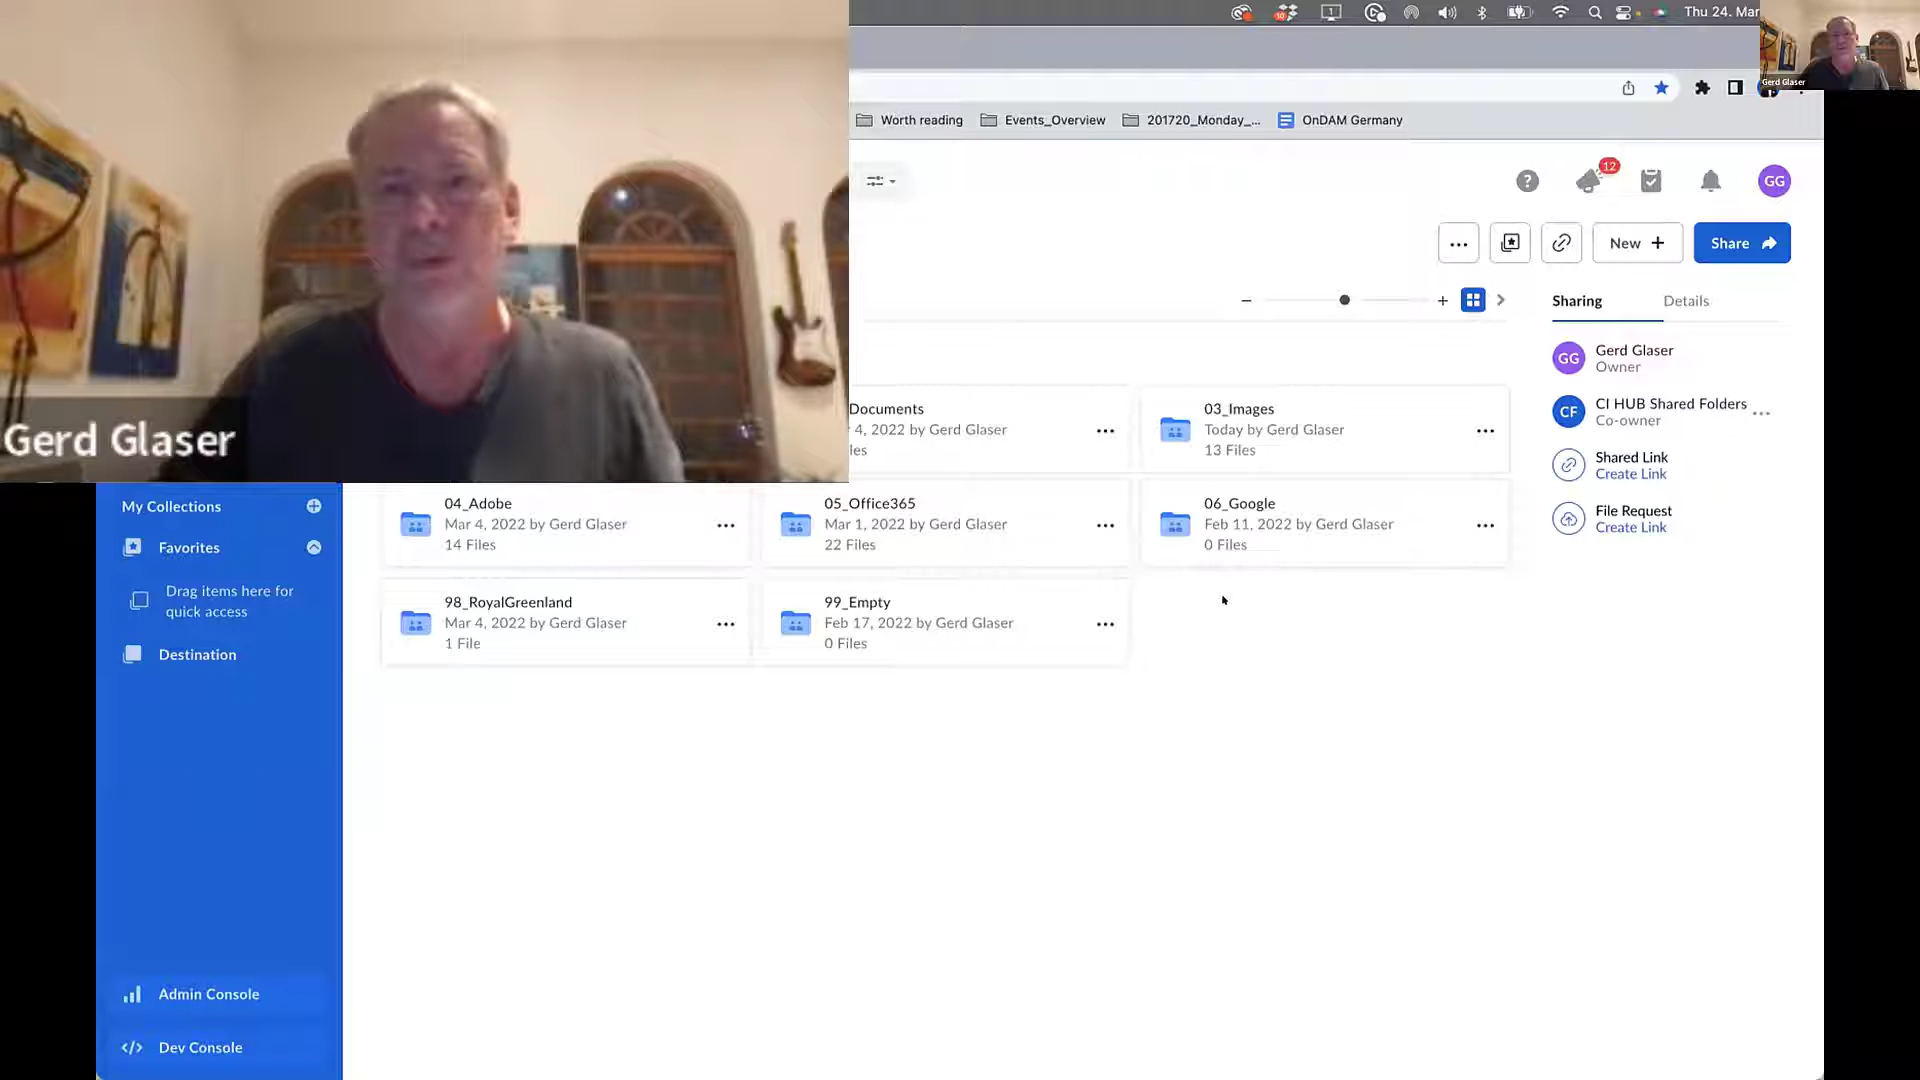 Thu 24. Mar
Gerd Glaser
Worth reading
Events_Overview
201720_Monday_...
OnDAM Germany
12
GG
New
Share
Sharing
Details
GG
Gerd Glaser
Owner
CF
CI HUB Shared Folders
Co-owner
Shared Link
Create Link
File Request
Create Link
Gerd Glaser
Documents
4, 2022 by Gerd Glaser
les
03_Images
Today by Gerd Glaser
13 Files
04_Adobe
Mar 4, 2022 by Gerd Glaser
14 Files
05_Office365
Mar 1, 2022 by Gerd Glaser
22 Files
06_Google
Feb 11, 2022 by Gerd Glaser
0 Files
98_RoyalGreenland
Mar 4, 2022 by Gerd Glaser
1 File
99_Empty
Feb 17, 2022 by Gerd Glaser
0 Files
My Collections
Favorites
Drag items here for
quick access
Destination
Admin Console
Dev Console